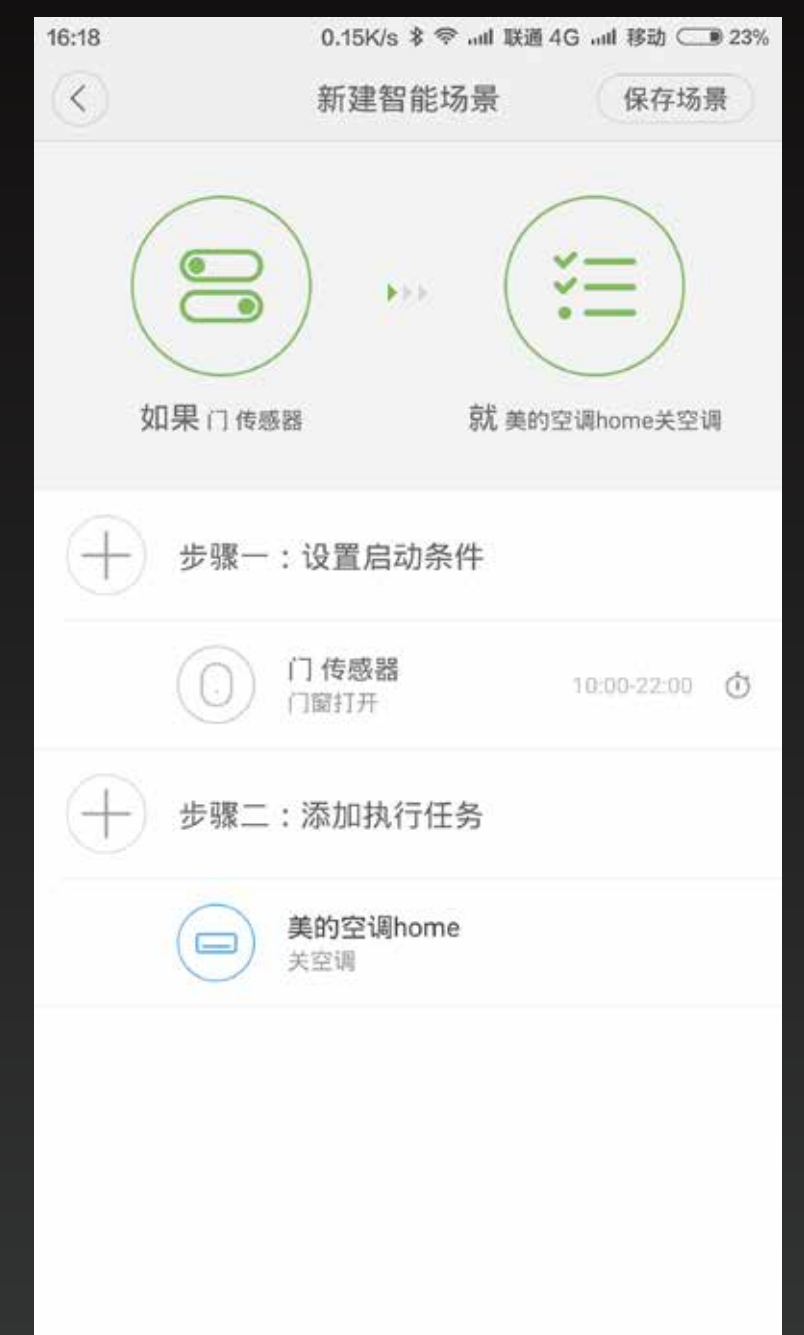 16:18 0.15K/s 联通 4G 移动 23%
新建智能场景 保存场景
如果 门 传感器 就 美的空调home关空调
步骤一：设置启动条件
门 传感器
门窗打开 10:00-22:00
步骤二：添加执行任务
美的空调home
关空调